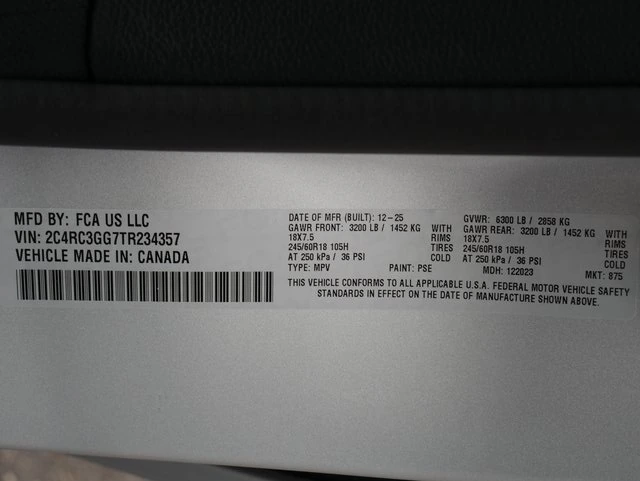 MFD BY: FCA US LLC
VIN: 2C4RC3GG7TR234357
VEHICLE MADE IN: CANADA
DATE OF MFR (BUILT): 12-25
GAWR FRONT: 3200 LB / 1452 KG WITH
18X7.5 RIMS
245/60R18 105H TIRES
AT 250 kPa / 36 PSI COLD
TYPE: MPV PAINT: PSE
GVWR: 6300 LB / 2858 KG
GAWR REAR: 3200 LB / 1452 KG WITH
18X7.5 RIMS
245/60R18 105H TIRES
AT 250 kPa / 36 PSI COLD
MDH: 122023 MKT: 875
THIS VEHICLE CONFORMS TO ALL APPLICABLE U.S.A. FEDERAL MOTOR VEHICLE SAFETY
STANDARDS IN EFFECT ON THE DATE OF MANUFACTURE SHOWN ABOVE.